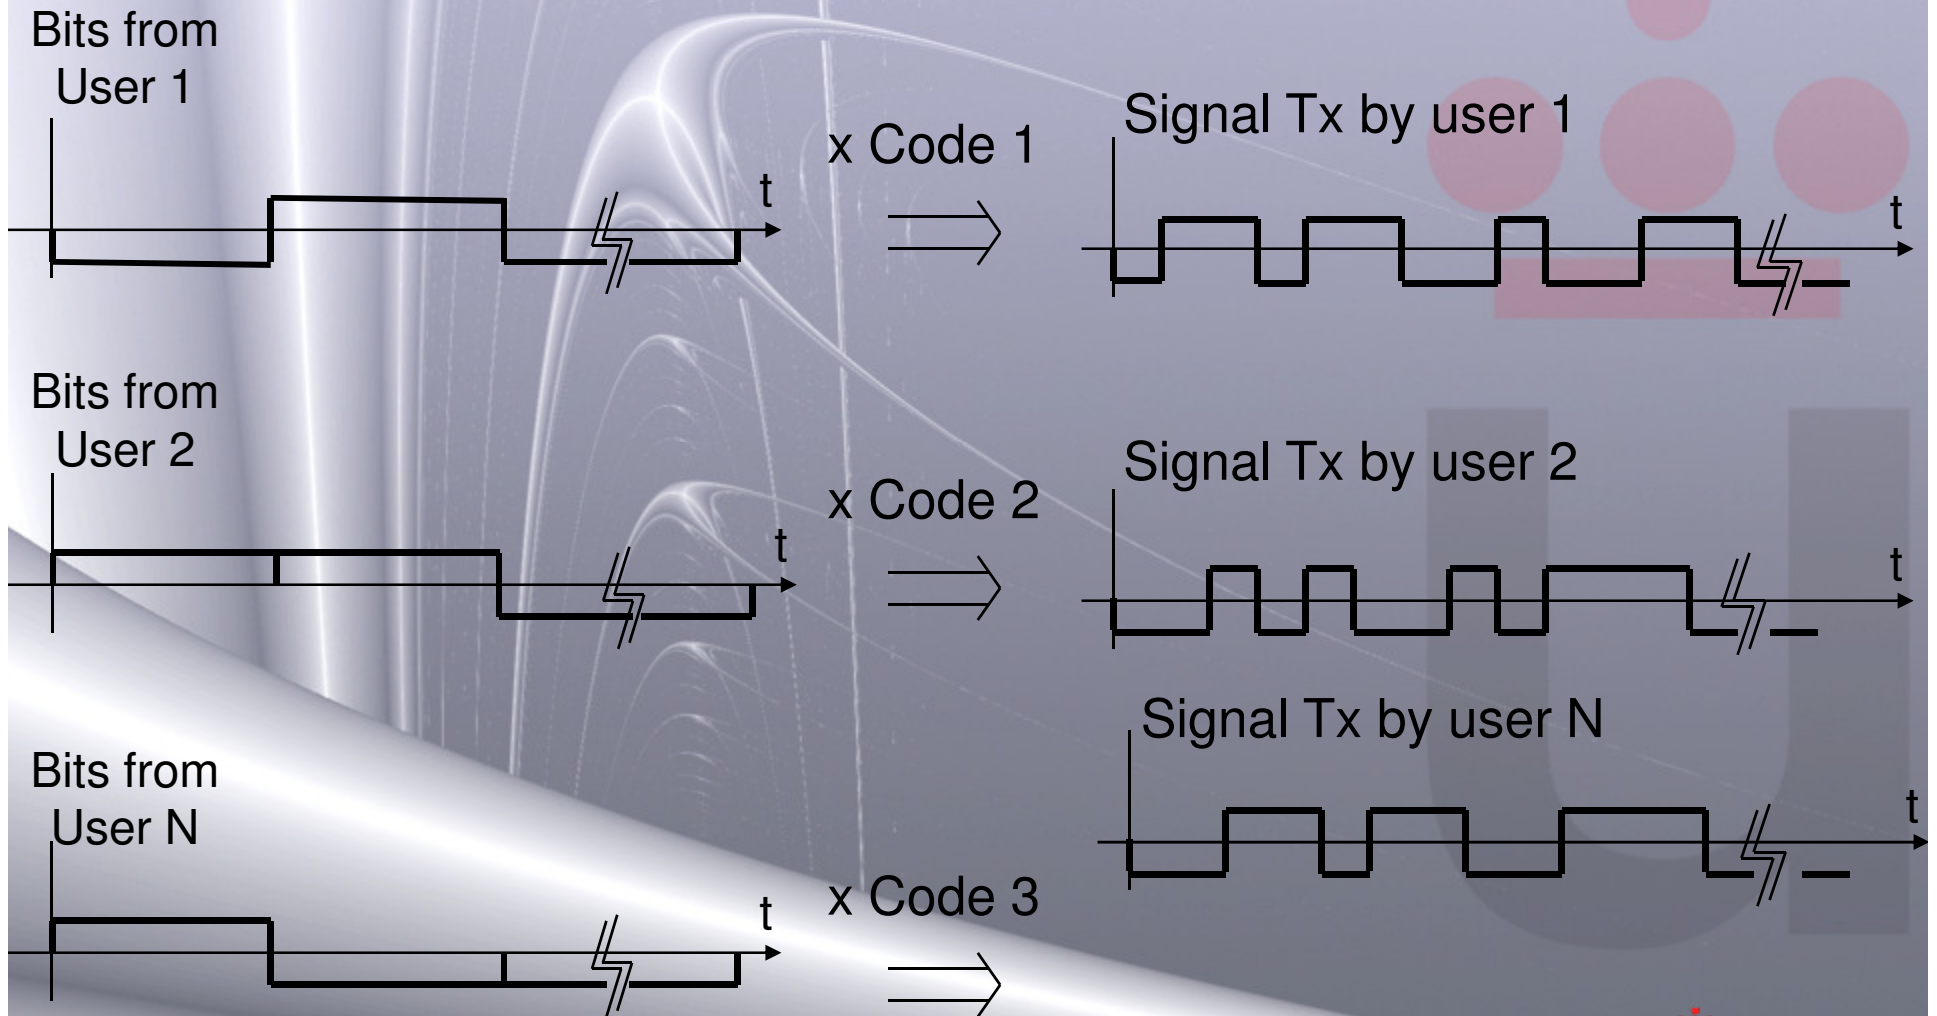 Bits from
User 1
t
x Code 1
Signal Tx by user 1
t
Bits from
User 2
t
x Code 2
Signal Tx by user 2
t
Signal Tx by user N
t
Bits from
User N
t
x Code 3